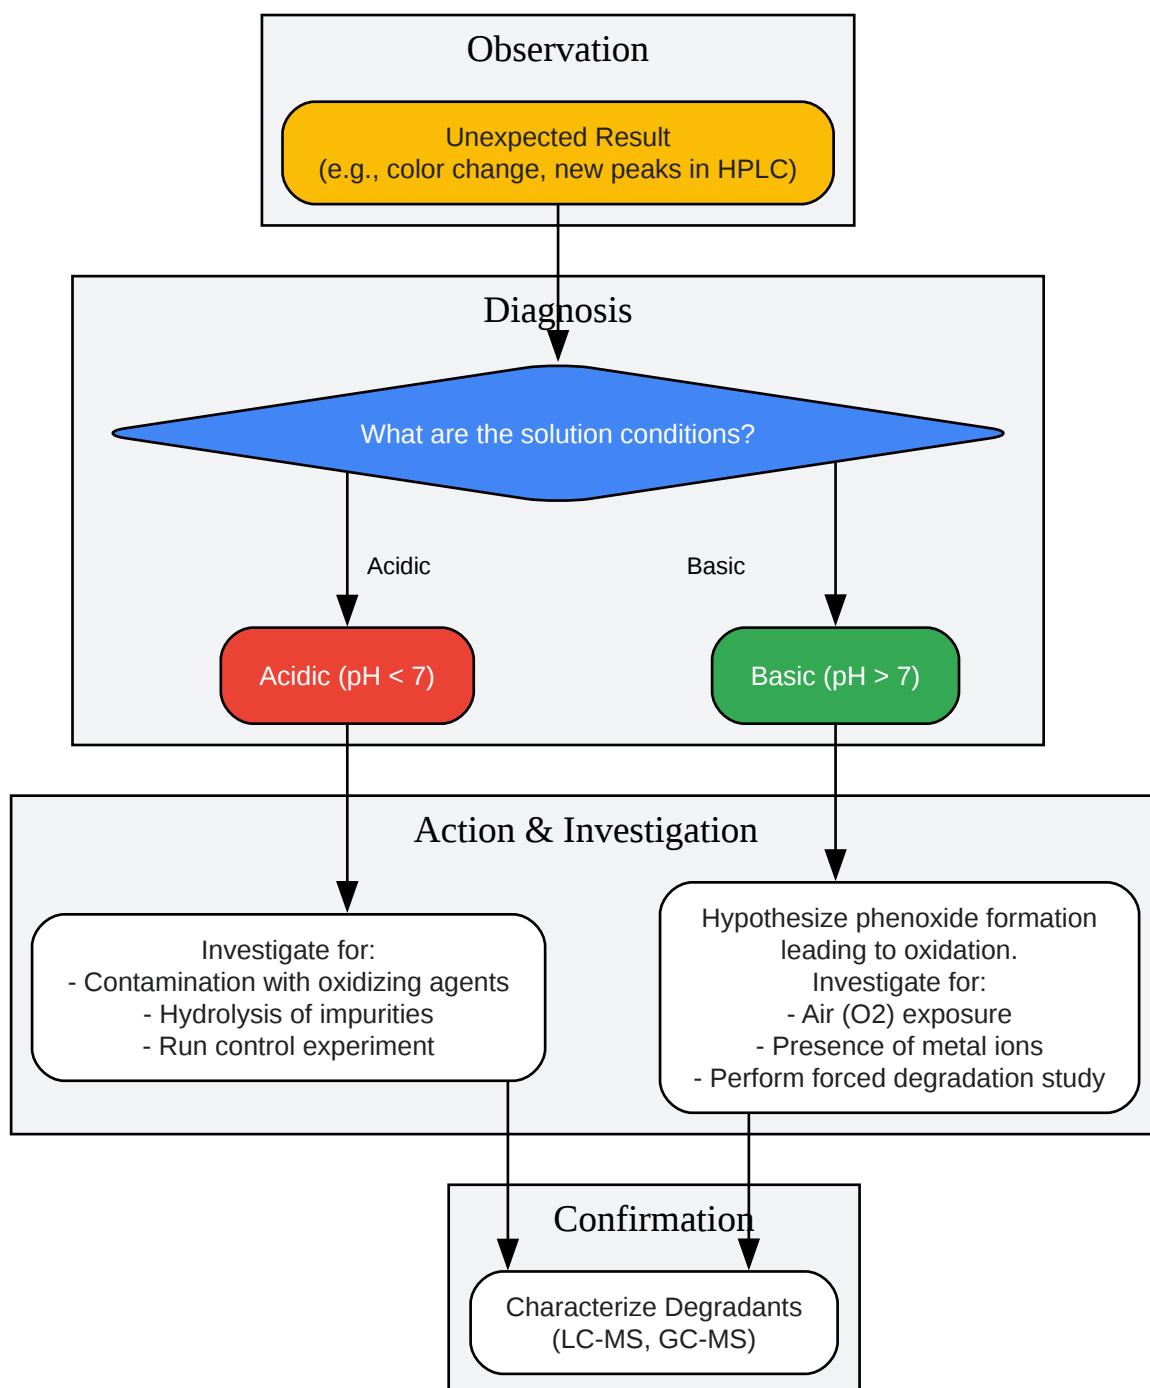 Observation
Unexpected Result
(e.g., color change, new peaks in HPLC)
Diagnosis
What are the solution conditions?
Acidic
Basic
Acidic (pH < 7)
Basic (pH > 7)
Action & Investigation
Investigate for:
- Contamination with oxidizing agents
- Hydrolysis of impurities
- Run control experiment
Hypothesize phenoxide formation
leading to oxidation.
Investigate for:
- Air (O2) exposure
- Presence of metal ions
- Perform forced degradation study
Confirmation
Characterize Degradants
(LC-MS, GC-MS)